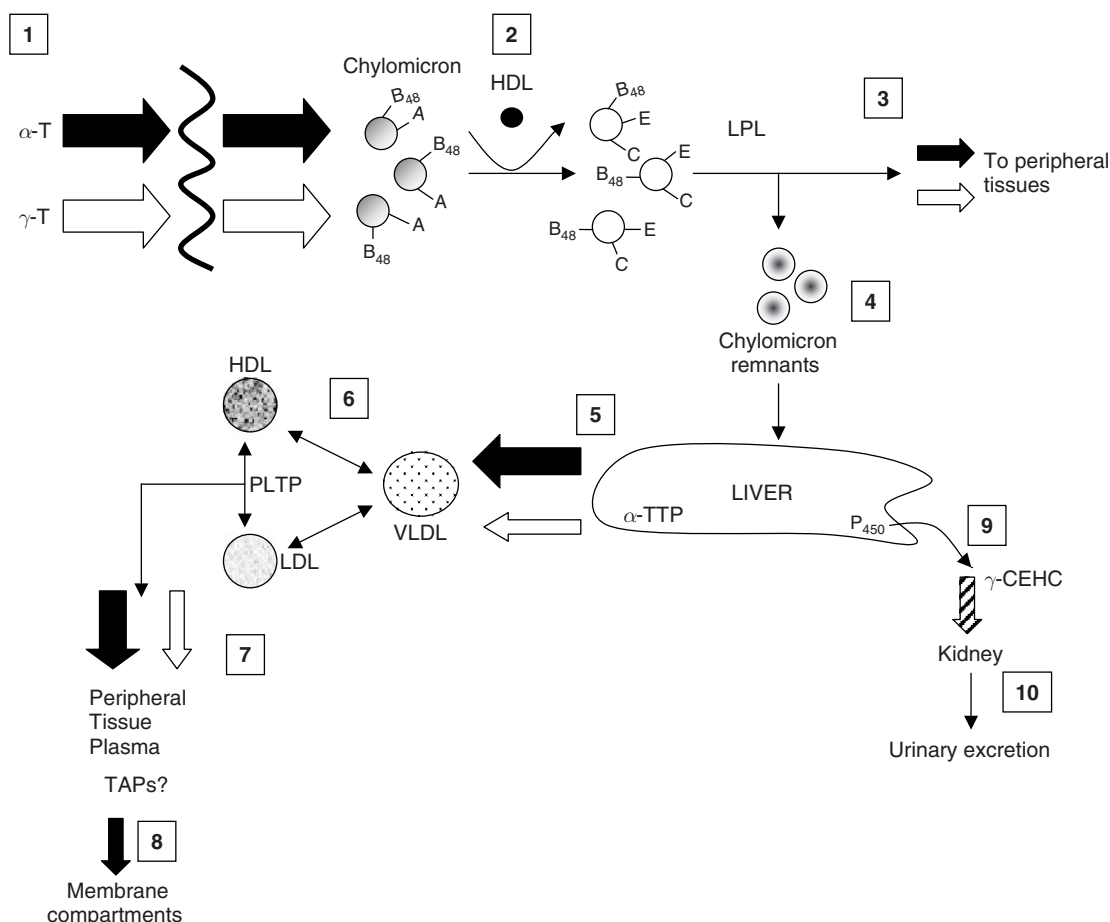 1
α-T
γ-T
Chylomicron
B48
A
B48
A
A
B48
2
HDL
B48
E
C
E
B48
C
B48
E
C
LPL
3
To peripheral
tissues
4
Chylomicron
remnants
5
LIVER
α-TTP
P450
9
γ-CEHC
Kidney
10
Urinary excretion
HDL
6
PLTP
VLDL
LDL
7
Peripheral
Tissue
Plasma
TAPs?
8
Membrane
compartments